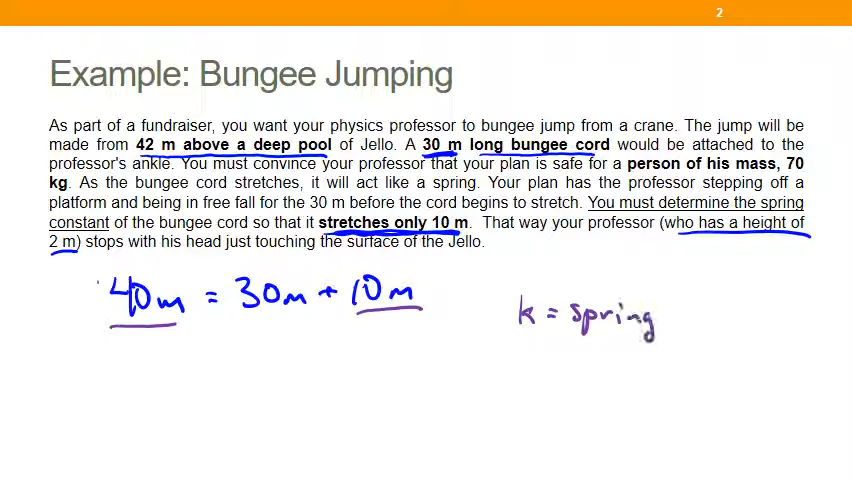 2
Example: Bungee Jumping
As part of a fundraiser, you want your physics professor to bungee jump from a crane. The jump will be
made from 42 m above a deep pool of Jello. A 30 m long bungee cord would be attached to the
professor's ankle. You must convince your professor that your plan is safe for a person of his mass, 70
kg. As the bungee cord stretches, it will act like a spring. Your plan has the professor stepping off a
platform and being in free fall for the 30 m before the cord begins to stretch. You must determine the spring
constant of the bungee cord so that it stretches only 10 m. That way your professor (who has a height of
2 m) stops with his head just touching the surface of the Jello.
40m = 30m + 10m
k = spring